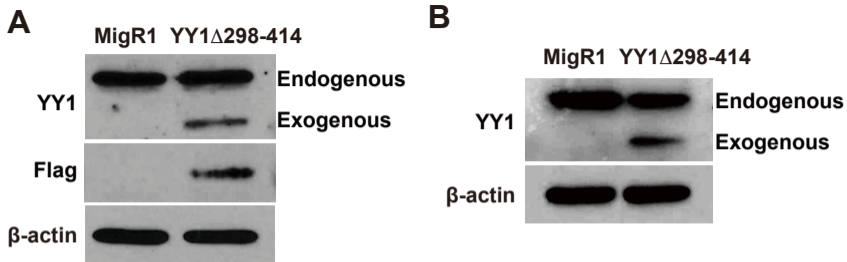 A
MigR1 YY1Δ298-414
YY1
Endogenous
Exogenous
Flag
β-actin
B
MigR1 YY1Δ298-414
YY1
Endogenous
Exogenous
β-actin